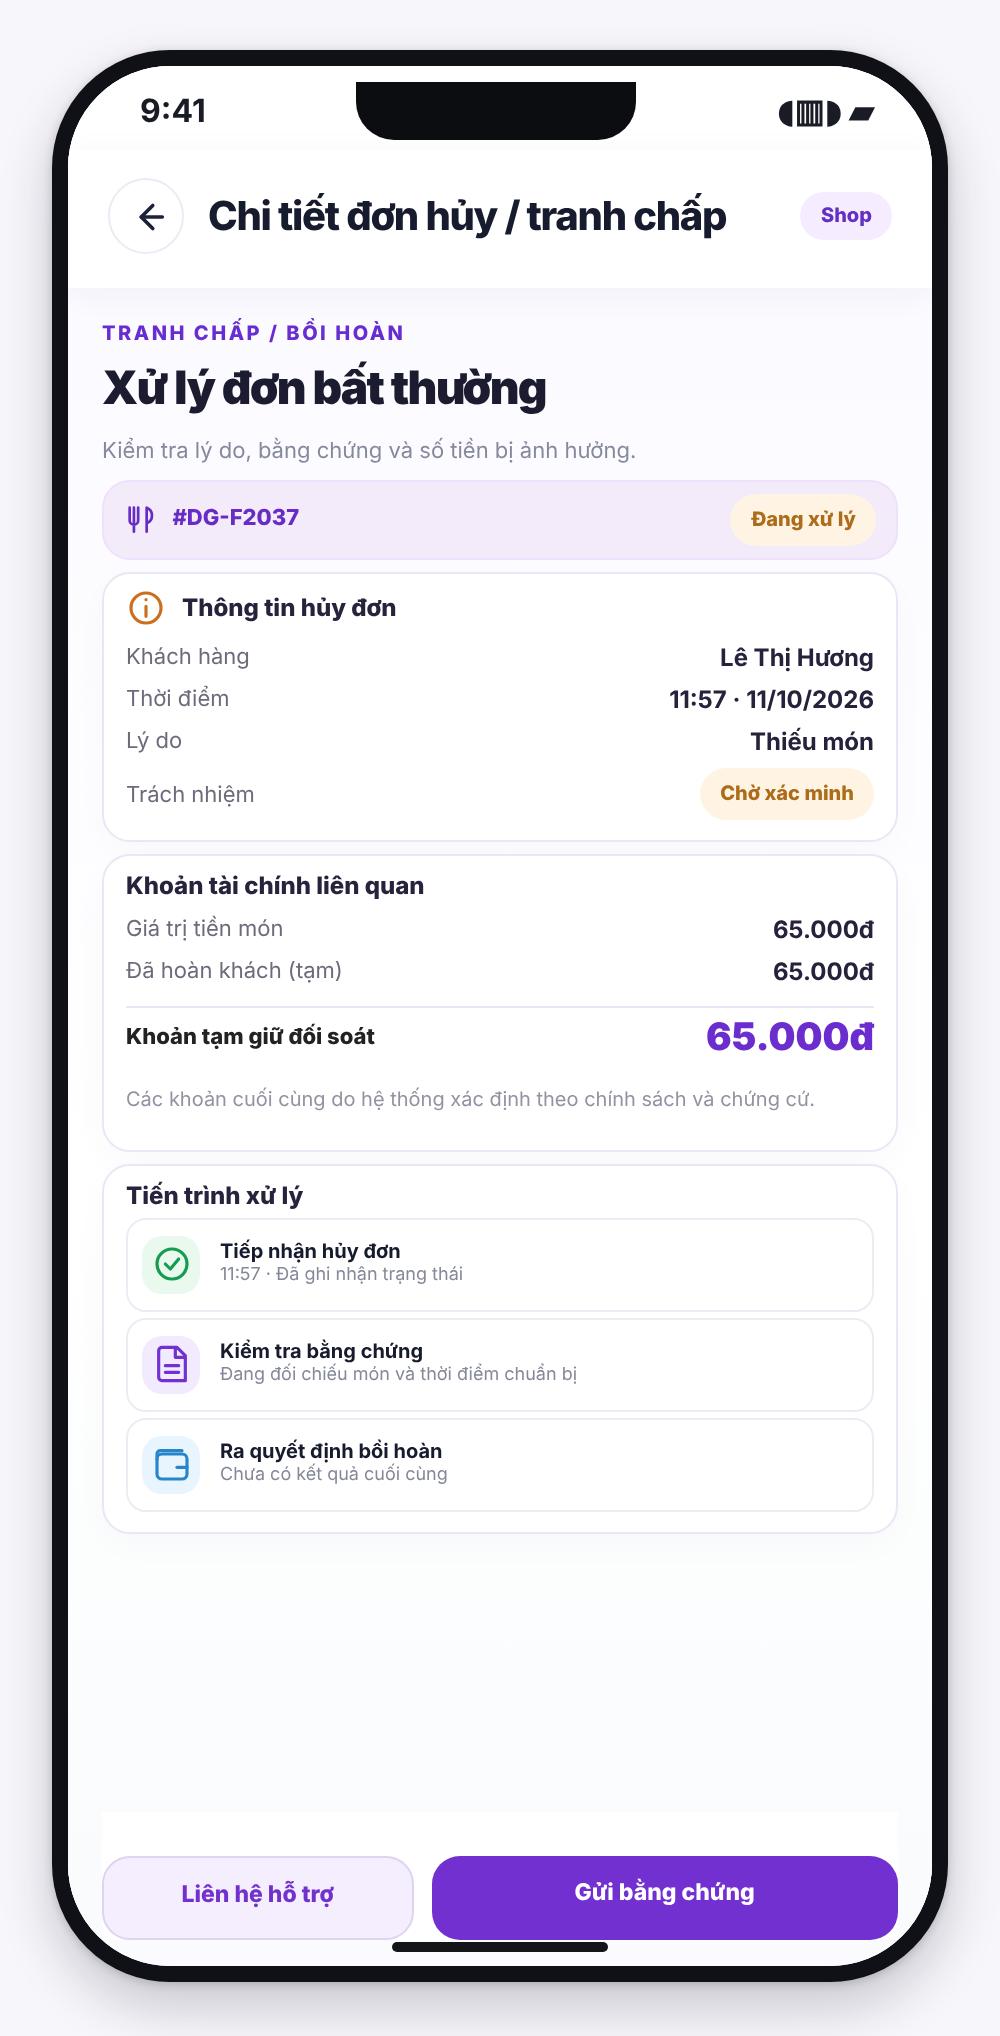 9:41
Chi tiết đơn hủy / tranh chấp
Shop
TRANH CHẤP / BỒI HOÀN
Xử lý đơn bất thường
Kiểm tra lý do, bằng chứng và số tiền bị ảnh hưởng.
#DG-F2037
Đang xử lý
Thông tin hủy đơn
Khách hàng
Lê Thị Hương
Thời điểm
11:57 · 11/10/2026
Lý do
Thiếu món
Trách nhiệm
Chờ xác minh
Khoản tài chính liên quan
Giá trị tiền món
65.000đ
Đã hoàn khách (tạm)
65.000đ
Khoản tạm giữ đối soát
65.000đ
Các khoản cuối cùng do hệ thống xác định theo chính sách và chứng cứ.
Tiến trình xử lý
Tiếp nhận hủy đơn
11:57 · Đã ghi nhận trạng thái
Kiểm tra bằng chứng
Đang đối chiếu món và thời điểm chuẩn bị
Ra quyết định bồi hoàn
Chưa có kết quả cuối cùng
Liên hệ hỗ trợ
Gửi bằng chứng